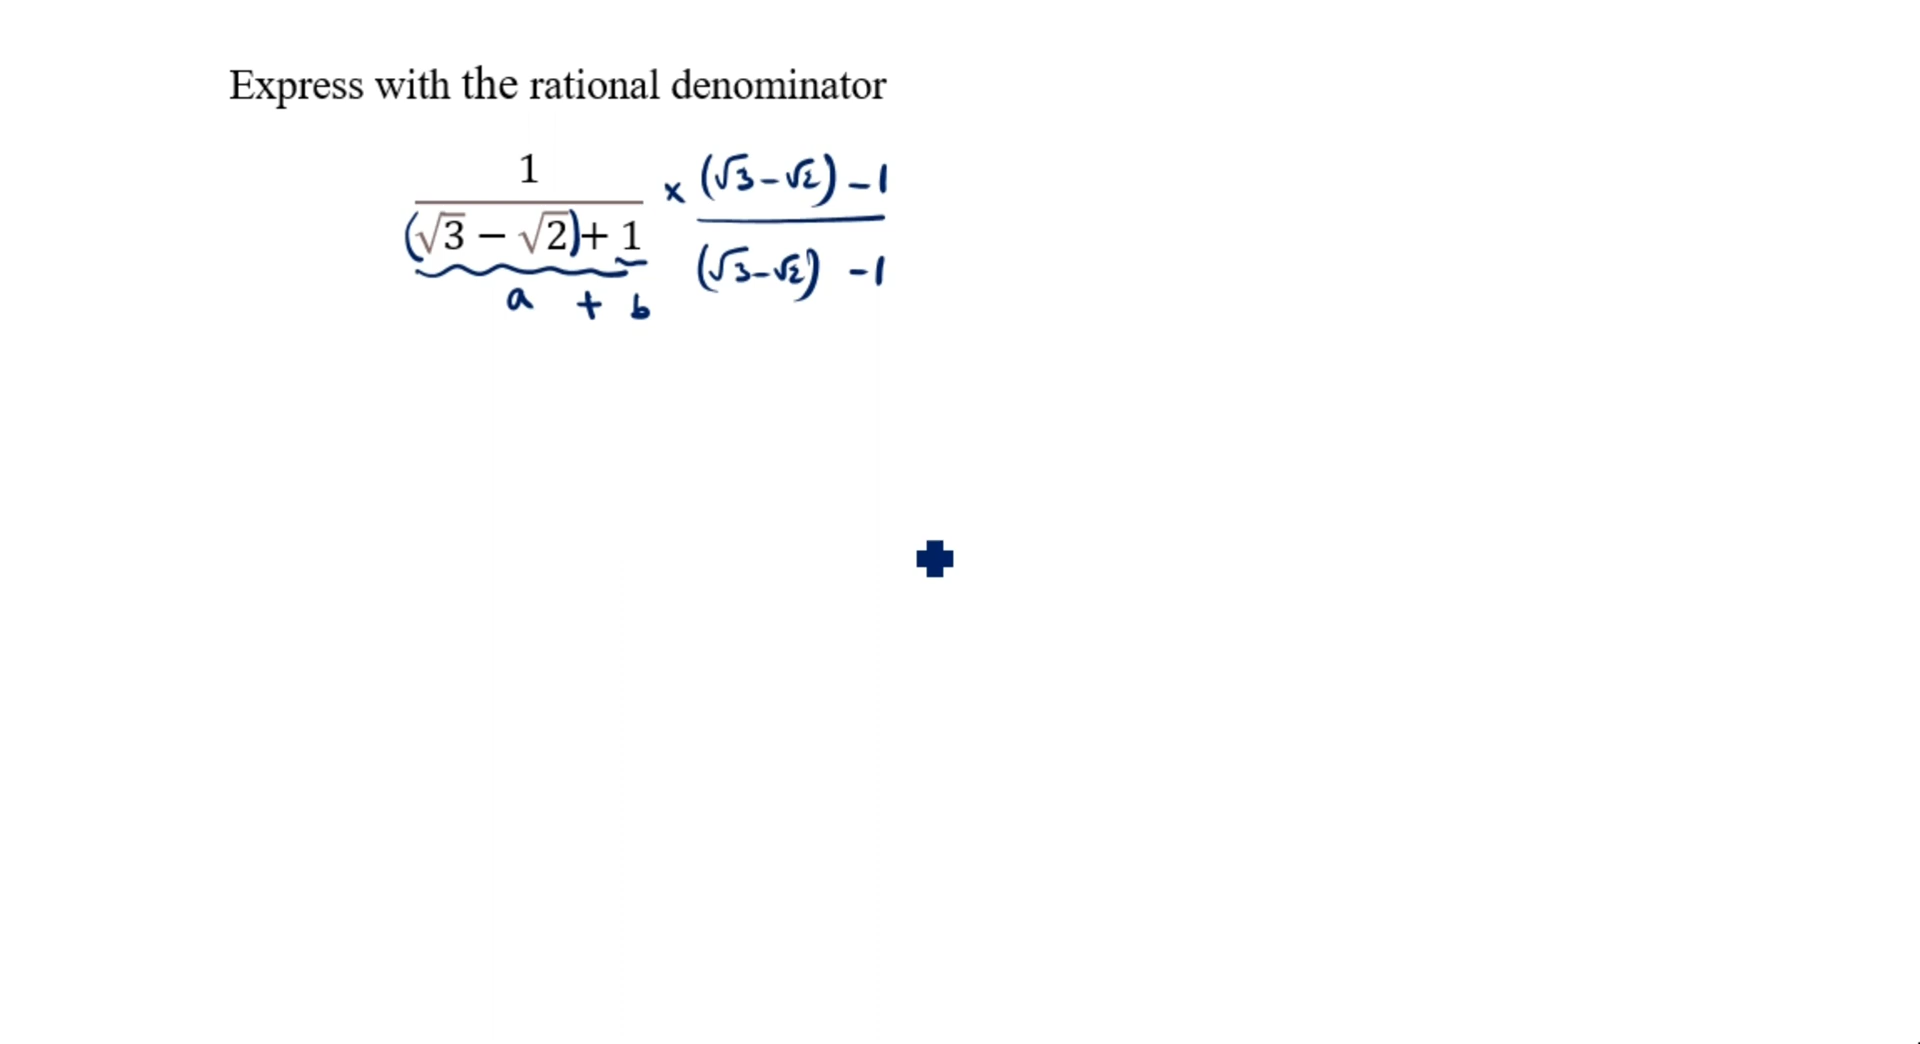 Express with the rational denominator
1 × (√3 − √2) − 1
(√3 − √2) + 1 (√3 − √2) − 1
a + b